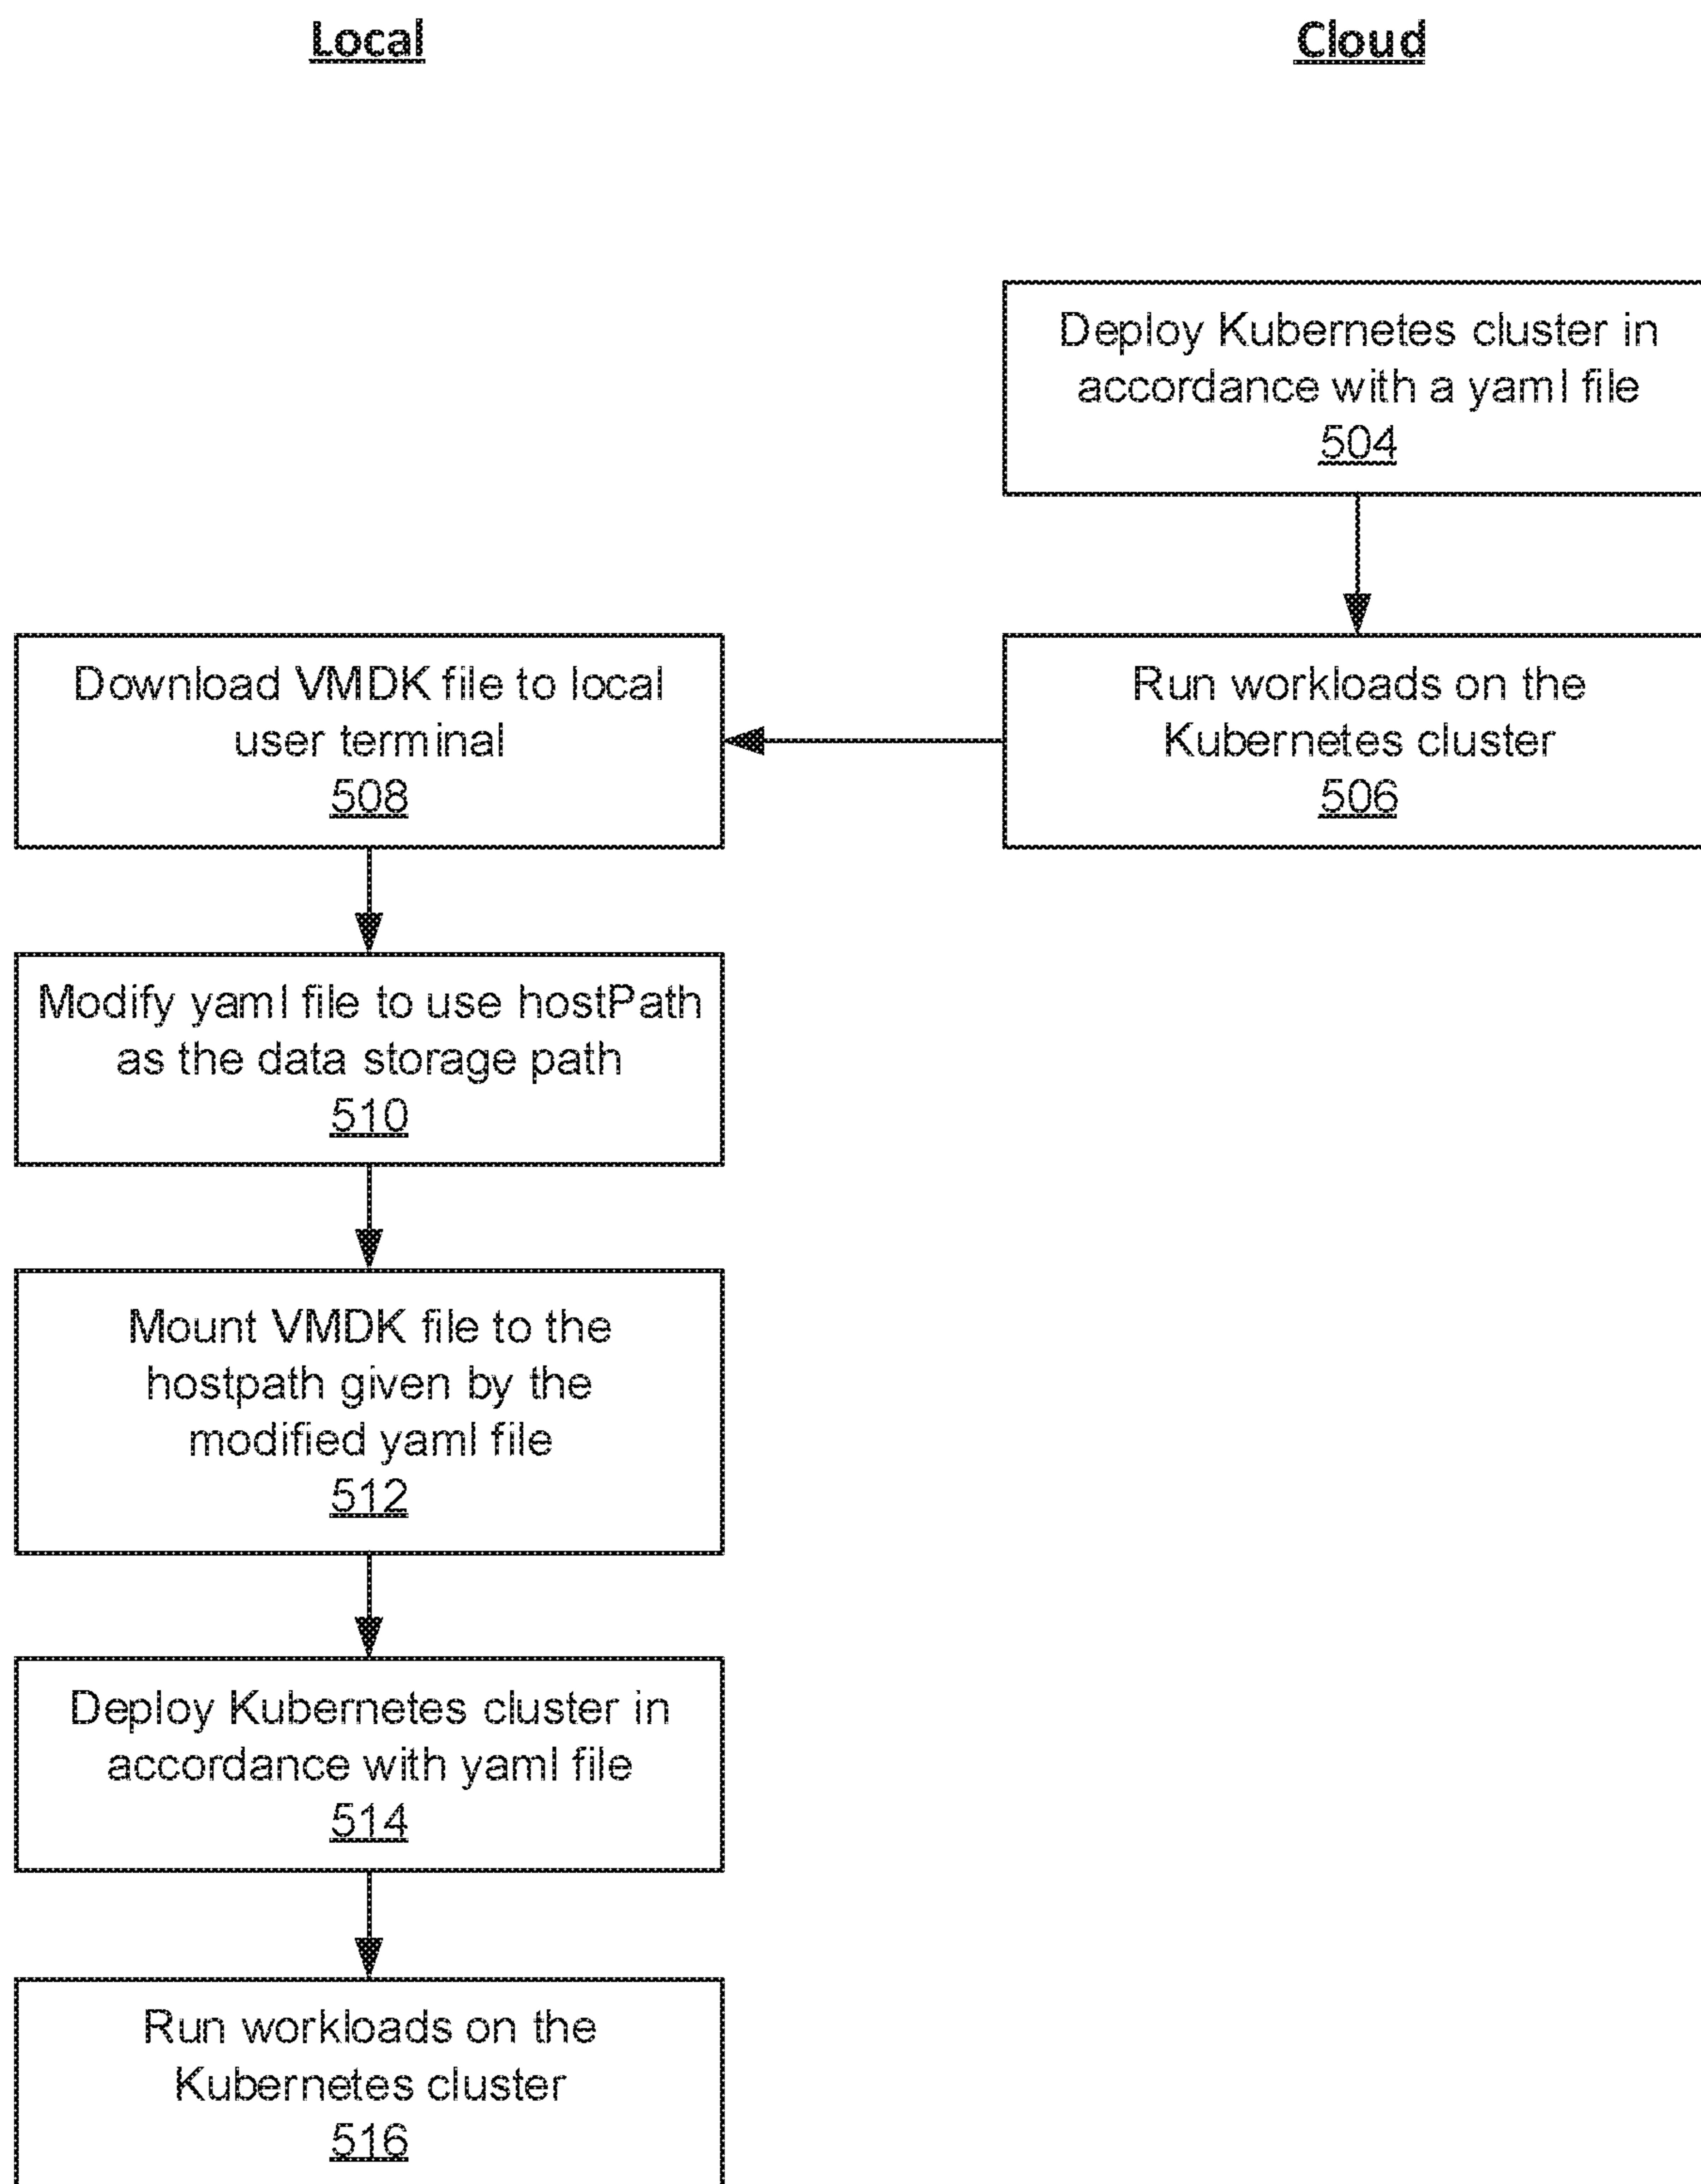 Local
Cloud
Deploy Kubernetes cluster in
accordance with a yaml file
504
Run workloads on the
Kubernetes cluster
506
Download VMDK file to local
user terminal
508
Modify yaml file to use hostPath
as the data storage path
510
Mount VMDK file to the
hostpath given by the
modified yaml file
512
Deploy Kubernetes cluster in
accordance with yaml file
514
Run workloads on the
Kubernetes cluster
516